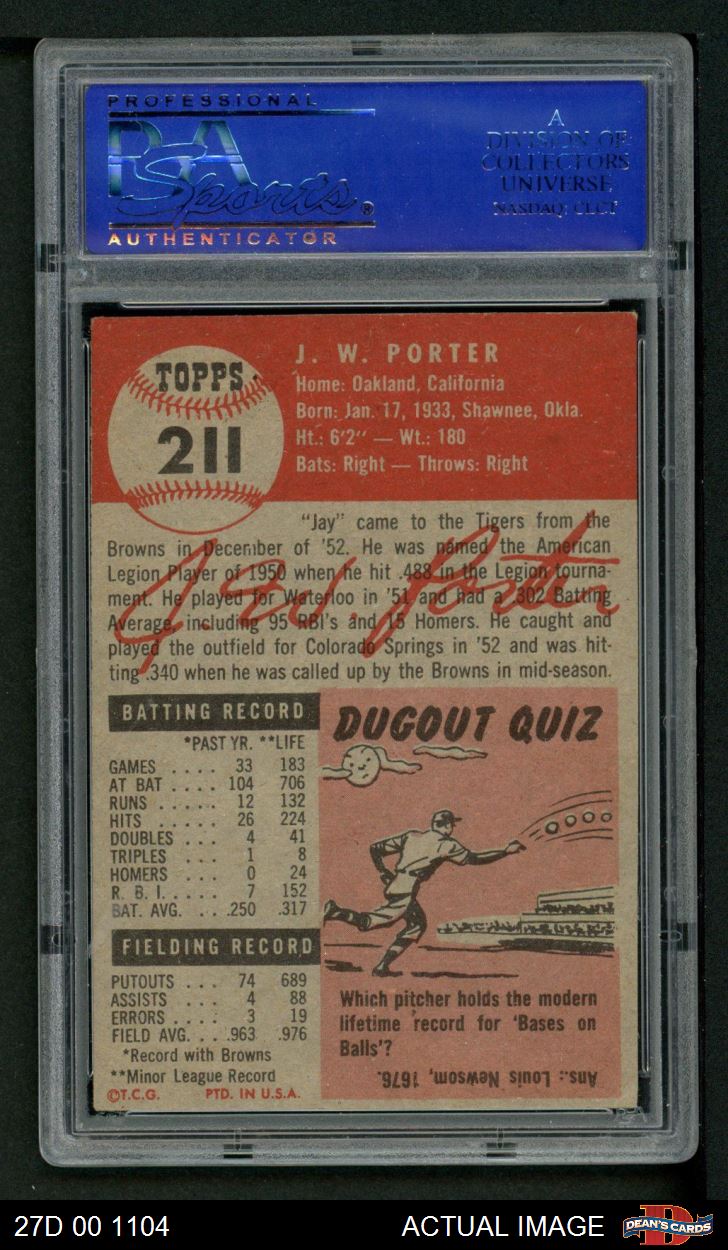 PROFESSIONAL
PSA
Sports ®
AUTHENTICATOR
A
DIVISION OF
COLLECTORS
UNIVERSE
NASDAQ: CLCT
TOPPS
211
J. W. PORTER
Home: Oakland, California
Born: Jan. 17, 1933, Shawnee, Okla.
Ht.: 6'2" — Wt.: 180
Bats: Right — Throws: Right
"Jay" came to the Tigers from the
Browns in December of '52. He was named the American
Legion Player of 1950 when he hit .488 in the Legion tourna-
ment. He played for Waterloo in '51 and had a .302 Batting
Average, including 95 RBI's and 15 Homers. He caught and
played the outfield for Colorado Springs in '52 and was hit-
ting .340 when he was called up by the Browns in mid-season.
J. W. Porter
BATTING RECORD
*PAST YR. **LIFE
GAMES .... 33 183
AT BAT .... 104 706
RUNS ..... 12 132
HITS ...... 26 224
DOUBLES ... 4 41
TRIPLES ... 1 8
HOMERS ... 0 24
R. B. I. .... 7 152
BAT. AVG. ... .250 .317
FIELDING RECORD
PUTOUTS ... 74 689
ASSISTS ... 4 88
ERRORS .... 3 19
FIELD AVG. ... .963 .976
*Record with Browns
**Minor League Record
©T.C.G. PTD. IN U.S.A.
DUGOUT QUIZ
Which pitcher holds the modern
lifetime record for 'Bases on
Balls'?
Ans.: Louis Newsom, 1676.
27D 00 1104
ACTUAL IMAGE
DEAN'S CARDS